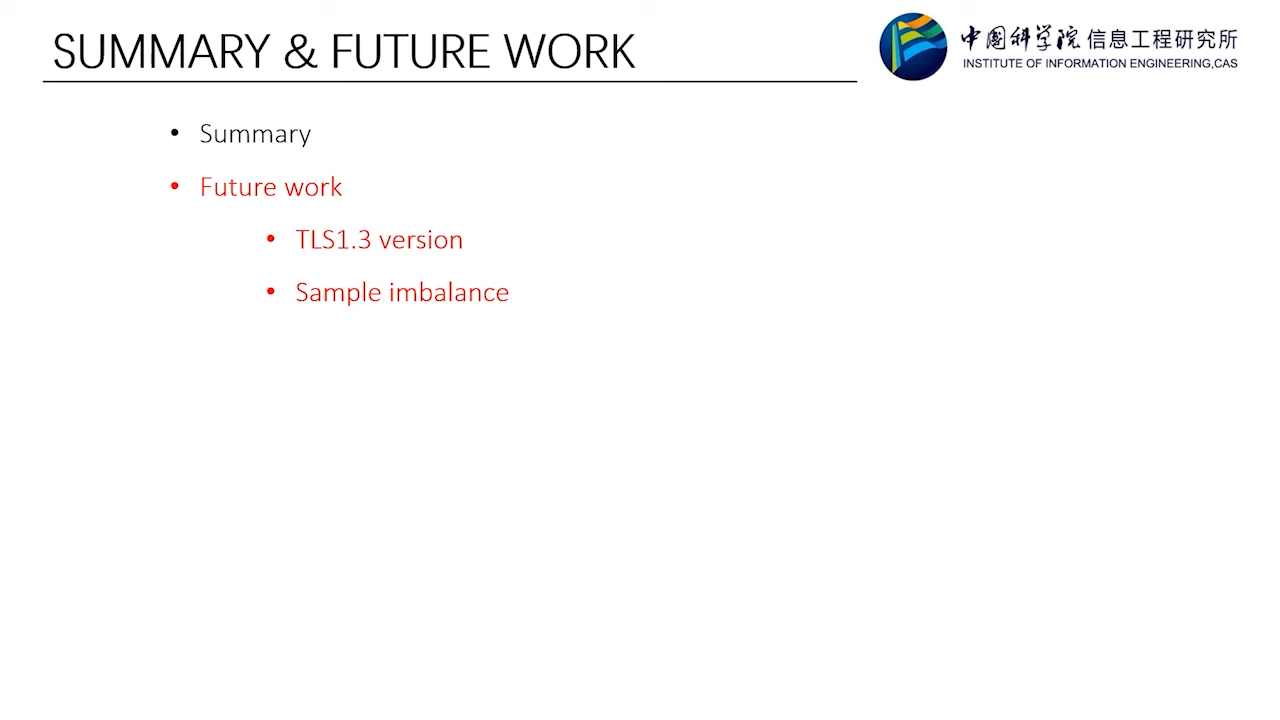 SUMMARY & FUTURE WORK
中国科学院 信息工程研究所
INSTITUTE OF INFORMATION ENGINEERING,CAS
• Summary
• Future work
• TLS1.3 version
• Sample imbalance